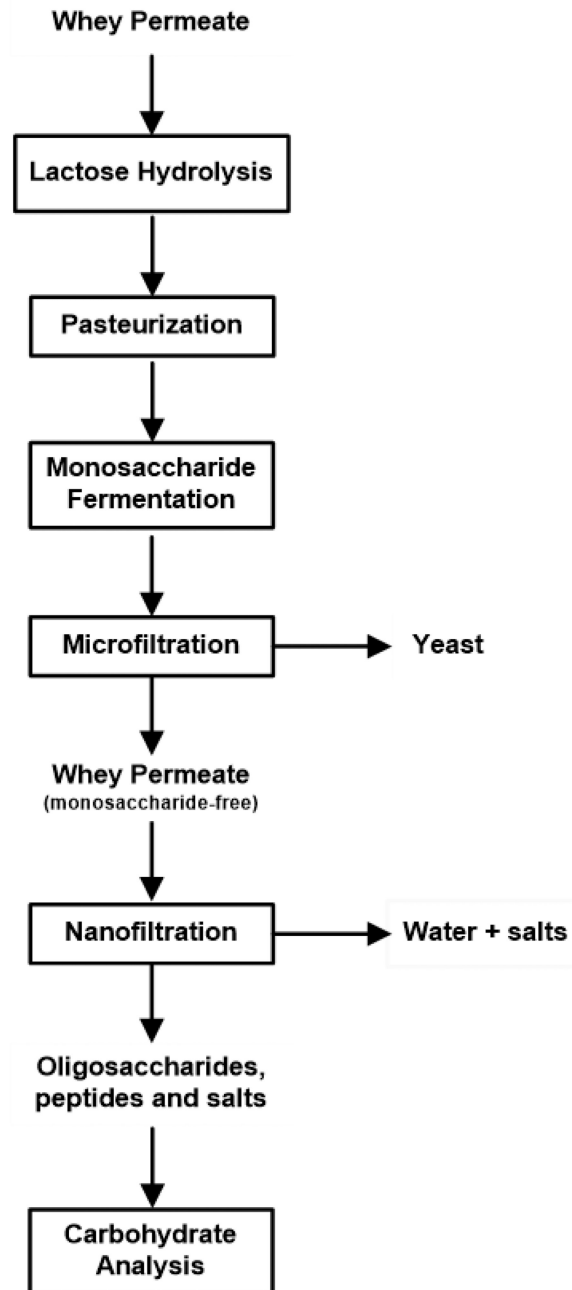 Whey Permeate
Lactose Hydrolysis
Pasteurization
Monosaccharide
Fermentation
Microfiltration
Yeast
Whey Permeate
(monosaccharide-free)
Nanofiltration
Water + salts
Oligosaccharides,
peptides and salts
Carbohydrate
Analysis